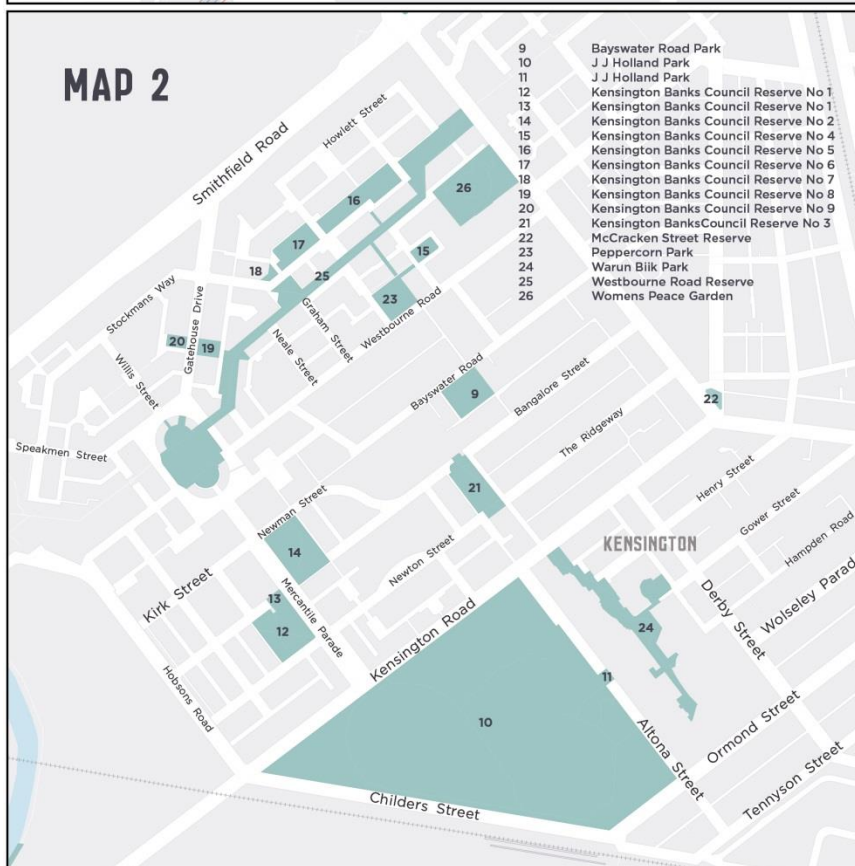 MAP 2
9 Bayswater Road Park
10 J J Holland Park
11 J J Holland Park
12 Kensington Banks Council Reserve No 1
13 Kensington Banks Council Reserve No 1
14 Kensington Banks Council Reserve No 2
15 Kensington Banks Council Reserve No 4
16 Kensington Banks Council Reserve No 5
17 Kensington Banks Council Reserve No 6
18 Kensington Banks Council Reserve No 7
19 Kensington Banks Council Reserve No 8
20 Kensington Banks Council Reserve No 9
21 Kensington BanksCouncil Reserve No 3
22 McCracken Street Reserve
23 Peppercorn Park
24 Warun Biik Park
25 Westbourne Road Reserve
26 Womens Peace Garden
Smithfield Road
Howlett Street
26
16
17
15
18
25
23
Stockmans Way
Gatehouse Drive
Graham Street
Westbourne Road
Neale Street
20
19
Willis Street
Bayswater Road
9
Bangalore Street
22
The Ridgeway
Speakmen Street
21
Henry Street
Newman Street
Gower Street
14
Newton Street
KENSINGTON
Hampden Road
Kirk Street
13
12
Mercantile Parade
Kensington Road
Derby Street
Wolseley Parad
24
Hobsons Road
11
10
Altona Street
Ormond Street
Childers Street
Tennyson Street